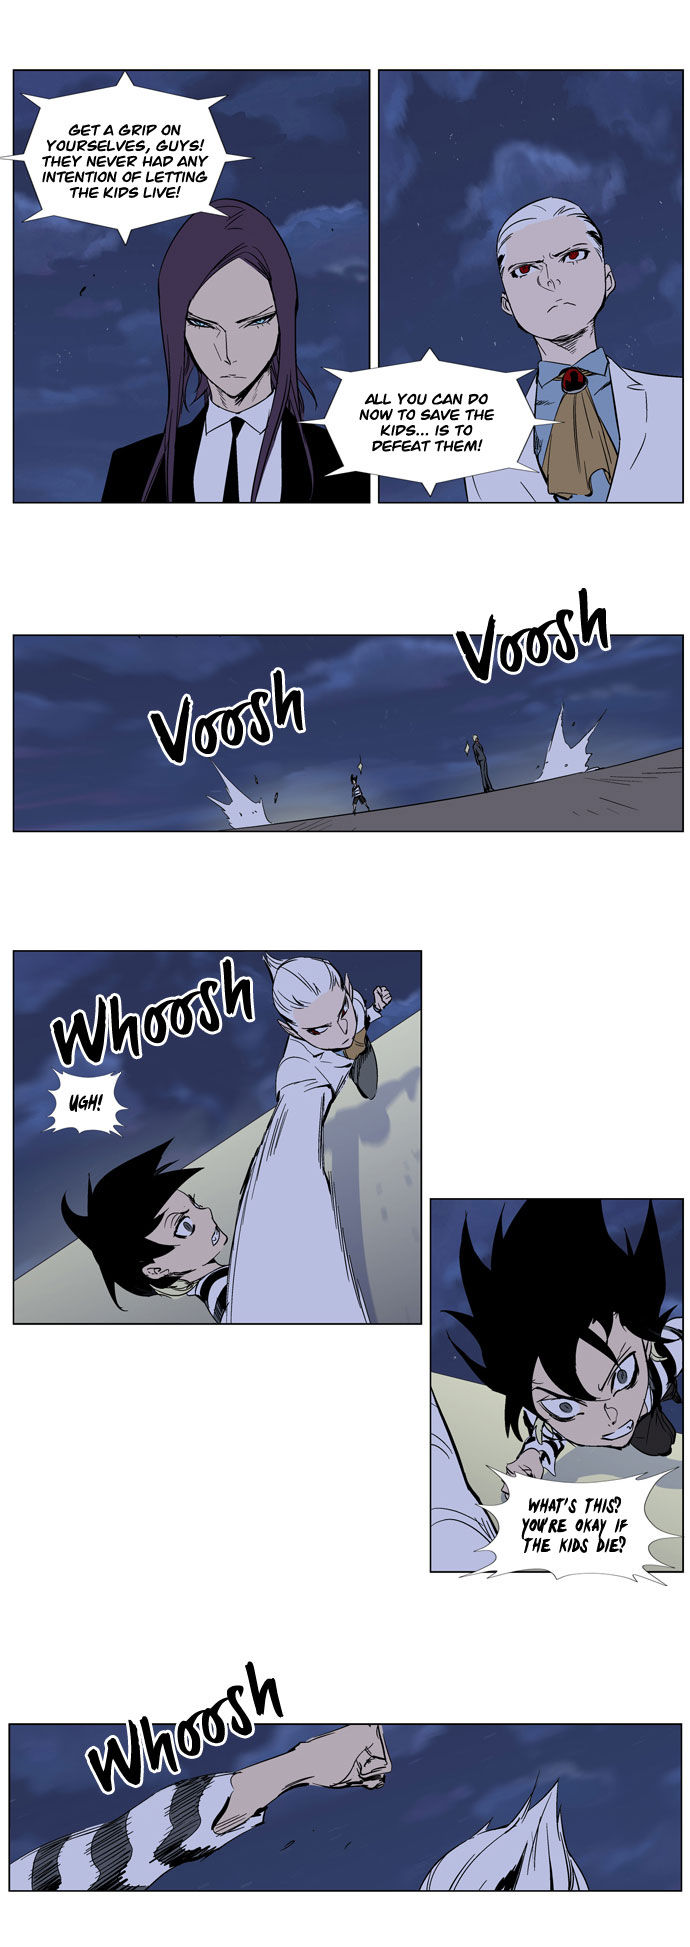 GET A GRIP ON
YOURSELVES, GUYS!
THEY NEVER HAD ANY
INTENTION OF LETTING
THE KIDS LIVE!
ALL YOU CAN DO
NOW TO SAVE THE
KIDS... IS TO
DEFEAT THEM!
VOOSH
VOOSH
WHOOSH
UGH!
WHAT'S THIS?
YOU'RE OKAY IF
THE KIDS DIE?
WHOOSH